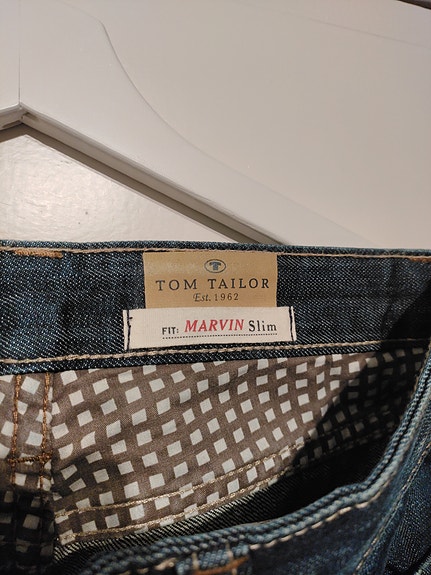 TOM TAILOR
Est. 1962
FIT: MARVIN Slim